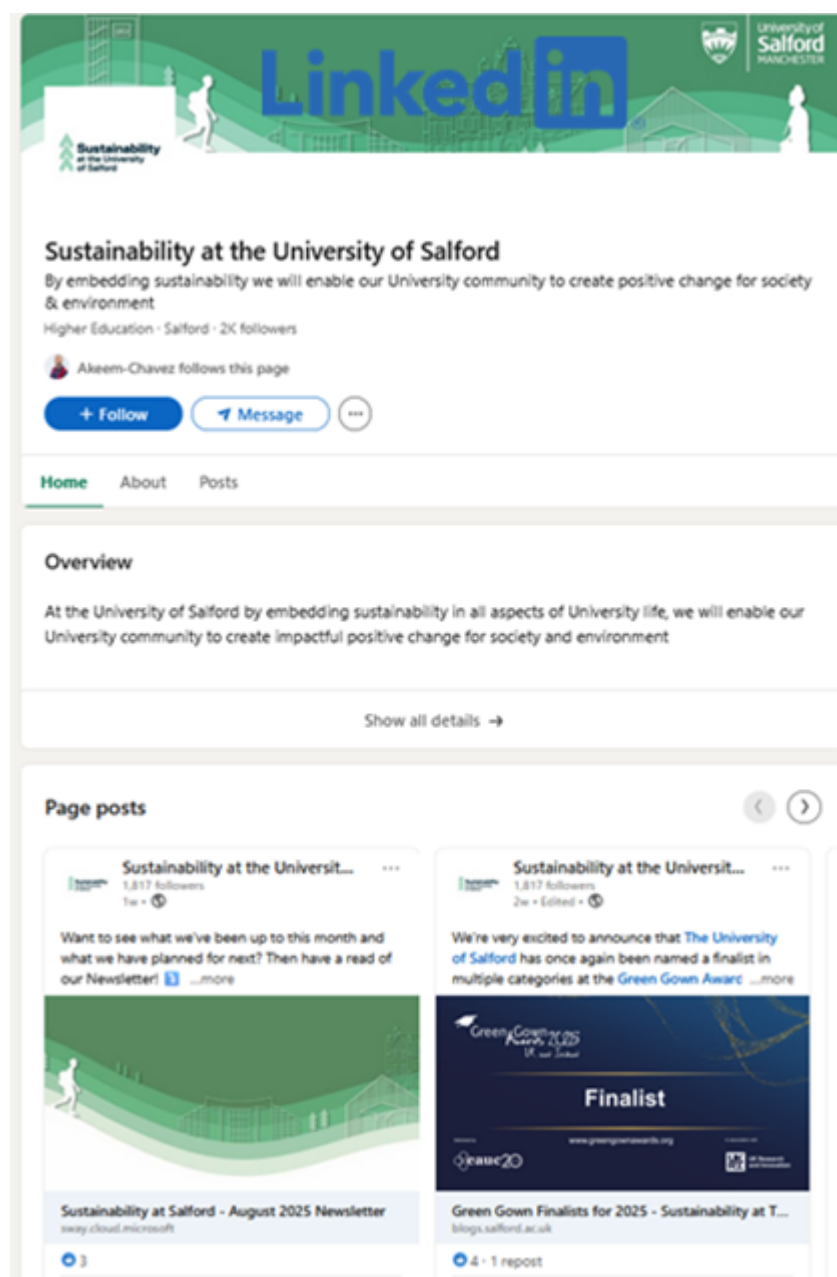 University of
Salford
MANCHESTER
Linkedin
Sustainability
at the University
of Salford
Sustainability at the University of Salford
By embedding sustainability we will enable our University community to create positive change for society
& environment
Higher Education · Salford · 2K followers
Akeem-Chavez follows this page
+ Follow
Message
Home About Posts
Overview
At the University of Salford by embedding sustainability in all aspects of University life, we will enable our
University community to create impactful positive change for society and environment
Show all details →
Page posts
Sustainability at the Universit... ...
1,817 followers
1w •
Want to see what we've been up to this month and
what we have planned for next? Then have a read of
our Newsletter! ...more
Sustainability at Salford - August 2025 Newsletter
sway.cloud.microsoft
3
Sustainability at the Universit... ...
1,817 followers
2w • Edited •
We're very excited to announce that The University
of Salford has once again been named a finalist in
multiple categories at the Green Gown Awarc ...more
Green Gown
Awards 2025
UK and Ireland
Finalist
www.greengownawards.org
eauc20
UK Research
and Innovation
Green Gown Finalists for 2025 - Sustainability at T...
blogs.salford.ac.uk
4 · 1 repost